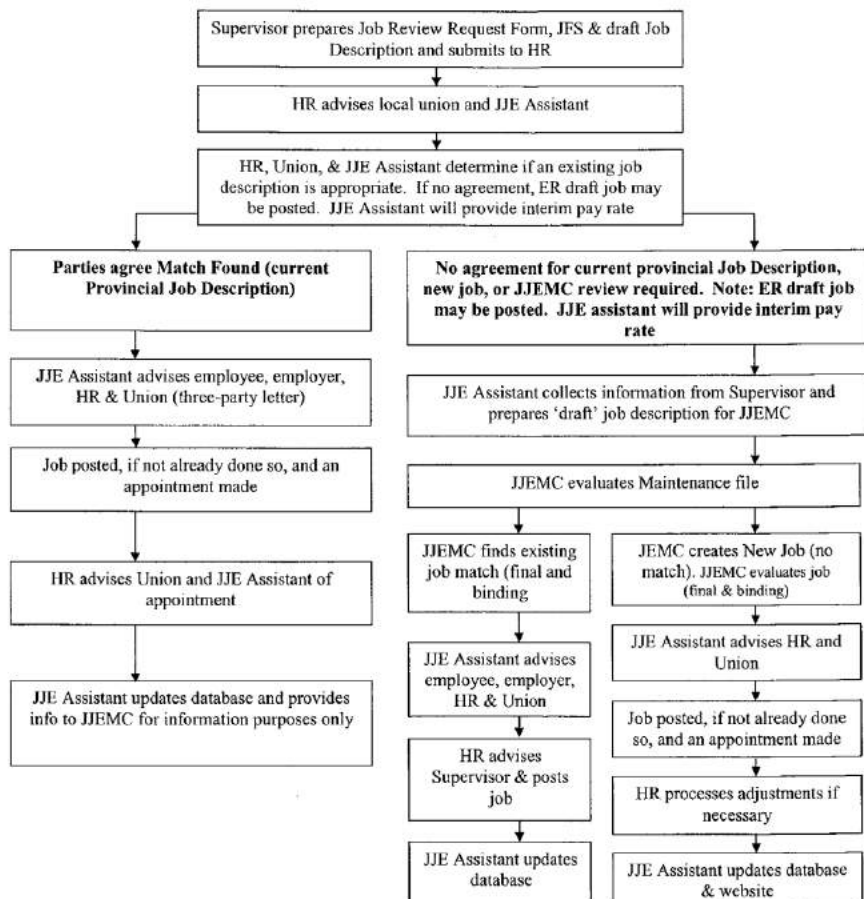 Supervisor prepares Job Review Request Form, JFS & draft Job
Description and submits to HR
HR advises local union and JJE Assistant
HR, Union, & JJE Assistant determine if an existing job
description is appropriate. If no agreement, ER draft job may
be posted. JJE Assistant will provide interim pay rate
Parties agree Match Found (current
Provincial Job Description)
JJE Assistant advises employee, employer,
HR & Union (three-party letter)
Job posted, if not already done so, and an
appointment made
HR advises Union and JJE Assistant of
appointment
JJE Assistant updates database and provides
info to JJEMC for information purposes only
No agreement for current provincial Job Description,
new job, or JJEMC review required. Note: ER draft job
may be posted. JJE assistant will provide interim pay
rate
JJE Assistant collects information from Supervisor and
prepares ‘draft’ job description for JJEMC
JJEMC evaluates Maintenance file
JJEMC finds existing
job match (final and
binding
JJE Assistant advises
employee, employer,
HR & Union
HR advises
Supervisor & posts
job
JJE Assistant updates
database
JEMC creates New Job (no
match). JJEMC evaluates job
(final & binding)
JJE Assistant advises HR and
Union
Job posted, if not already done
so, and an appointment made
HR processes adjustments if
necessary
JJE Assistant updates database
& website